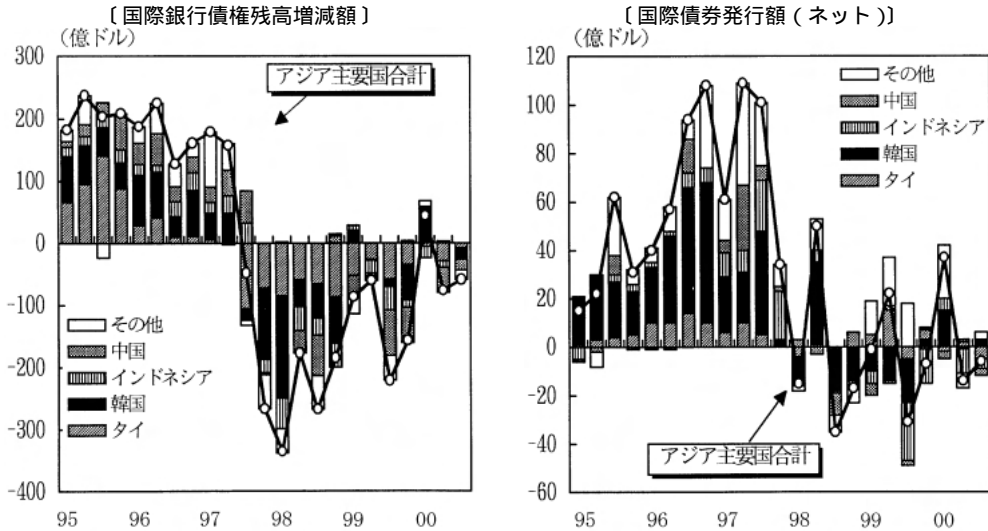 〔国際銀行債権残高増減額〕
(億ドル)
300
200
100
0
-100
-200
-300
-400
アジア主要国合計
その他
中国
インドネシア
韓国
タイ
95 96 97 98 99 00
〔国際債券発行額(ネット)〕
(億ドル)
120
100
80
60
40
20
0
-20
-40
-60
その他
中国
インドネシア
韓国
タイ
アジア主要国合計
95 96 97 98 99 00